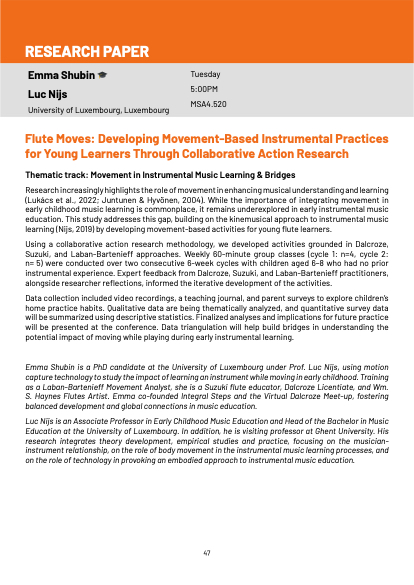 RESEARCH PAPER
Emma Shubin
Luc Nijs
University of Luxembourg, Luxembourg
Tuesday
5:00PM
MSA4.520
Flute Moves: Developing Movement-Based Instrumental Practices
for Young Learners Through Collaborative Action Research
Thematic track: Movement in Instrumental Music Learning & Bridges
Research increasingly highlights the role of movement in enhancing musical understanding and learning
(Lukács et al., 2022; Juntunen & Hyvönen, 2004). While the importance of integrating movement in
early childhood music learning is commonplace, it remains underexplored in early instrumental music
education. This study addresses this gap, building on the kinemusical approach to instrumental music
learning (Nijs, 2019) by developing movement-based activities for young flute learners.
Using a collaborative action research methodology, we developed activities grounded in Dalcroze,
Suzuki, and Laban-Bartenieff approaches. Weekly 60-minute group classes (cycle 1: n=4, cycle 2:
n= 5) were conducted over two consecutive 6-week cycles with children aged 6–8 who had no prior
instrumental experience. Expert feedback from Dalcroze, Suzuki, and Laban-Bartenieff practitioners,
alongside researcher reflections, informed the iterative development of the activities.
Data collection included video recordings, a teaching journal, and parent surveys to explore children's
home practice habits. Qualitative data are being thematically analyzed, and quantitative survey data
will be summarized using descriptive statistics. Finalized analyses and implications for future practice
will be presented at the conference. Data triangulation will help build bridges in understanding the
potential impact of moving while playing during early instrumental learning.
Emma Shubin is a PhD candidate at the University of Luxembourg under Prof. Luc Nijs, using motion
capture technology to study the impact of learning an instrument while moving in early childhood. Training
as a Laban-Bartenieff Movement Analyst, she is a Suzuki flute educator, Dalcroze Licentiate, and Wm.
S. Haynes Flutes Artist. Emma co-founded Integral Steps and the Virtual Dalcroze Meet-up, fostering
balanced development and global connections in music education.
Luc Nijs is an Associate Professor in Early Childhood Music Education and Head of the Bachelor in Music
Education at the University of Luxembourg. In addition, he is visiting professor at Ghent University. His
research integrates theory development, empirical studies and practice, focusing on the musician-
instrument relationship, on the role of body movement in the instrumental music learning processes, and
on the role of technology in provoking an embodied approach to instrumental music education.
47